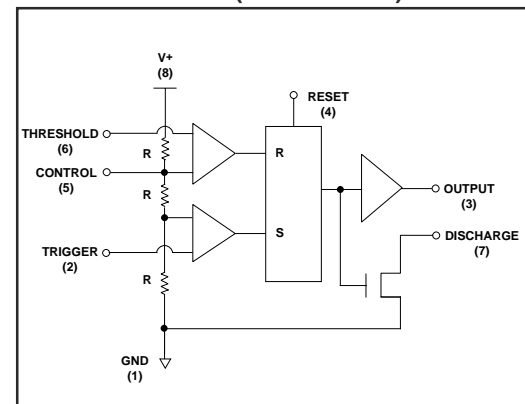 V+
(8)
RESET
(4)
THRESHOLD
(6)
R
R
CONTROL
(5)
R
OUTPUT
(3)
S
DISCHARGE
(7)
TRIGGER
(2)
R
GND
(1)